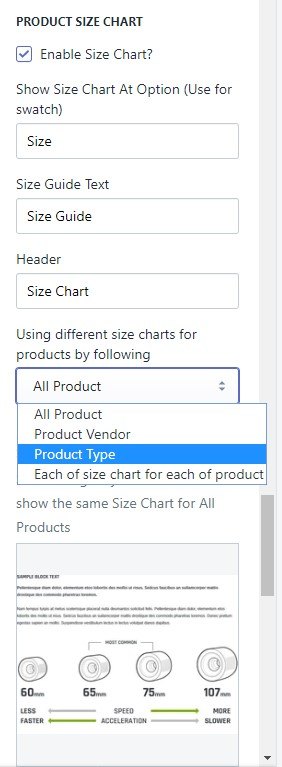 PRODUCT SIZE CHART
Enable Size Chart?
Show Size Chart At Option (Use for
swatch)
Size
Size Guide Text
Size Guide
Header
Size Chart
Using different size charts for
products by following
All Product
All Product
Product Vendor
Product Type
Each of size chart for each of product
show the same Size Chart for All
Products
SAMPLE BLOCK TEXT
MOST COMMON
60mm 65mm 75mm 107mm
LESS SPEED MORE
FASTER ACCELERATION SLOWER